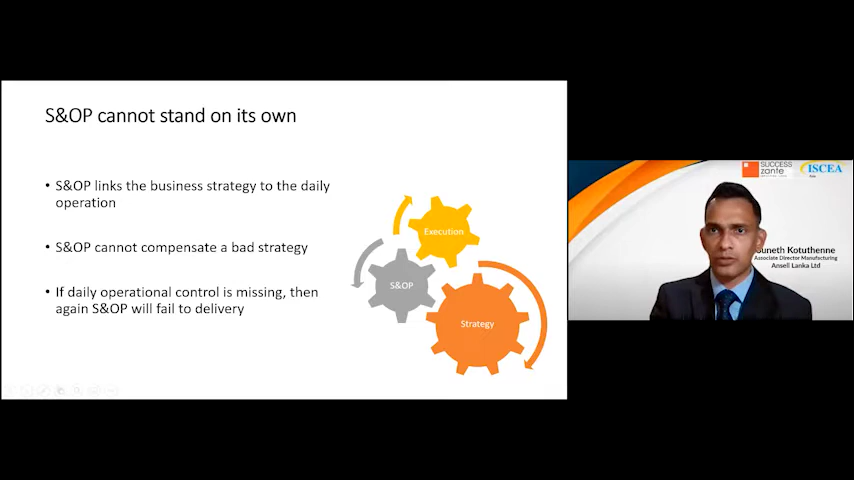 S&OP cannot stand on its own
• S&OP links the business strategy to the daily
operation
• S&OP cannot compensate a bad strategy
• If daily operational control is missing, then
again S&OP will fail to delivery
Execution
S&OP
Strategy
SUCCESS
zante
ISCEA
Suneth Kotuthenne
Associate Director Manufacturing
Ansell Lanka Ltd